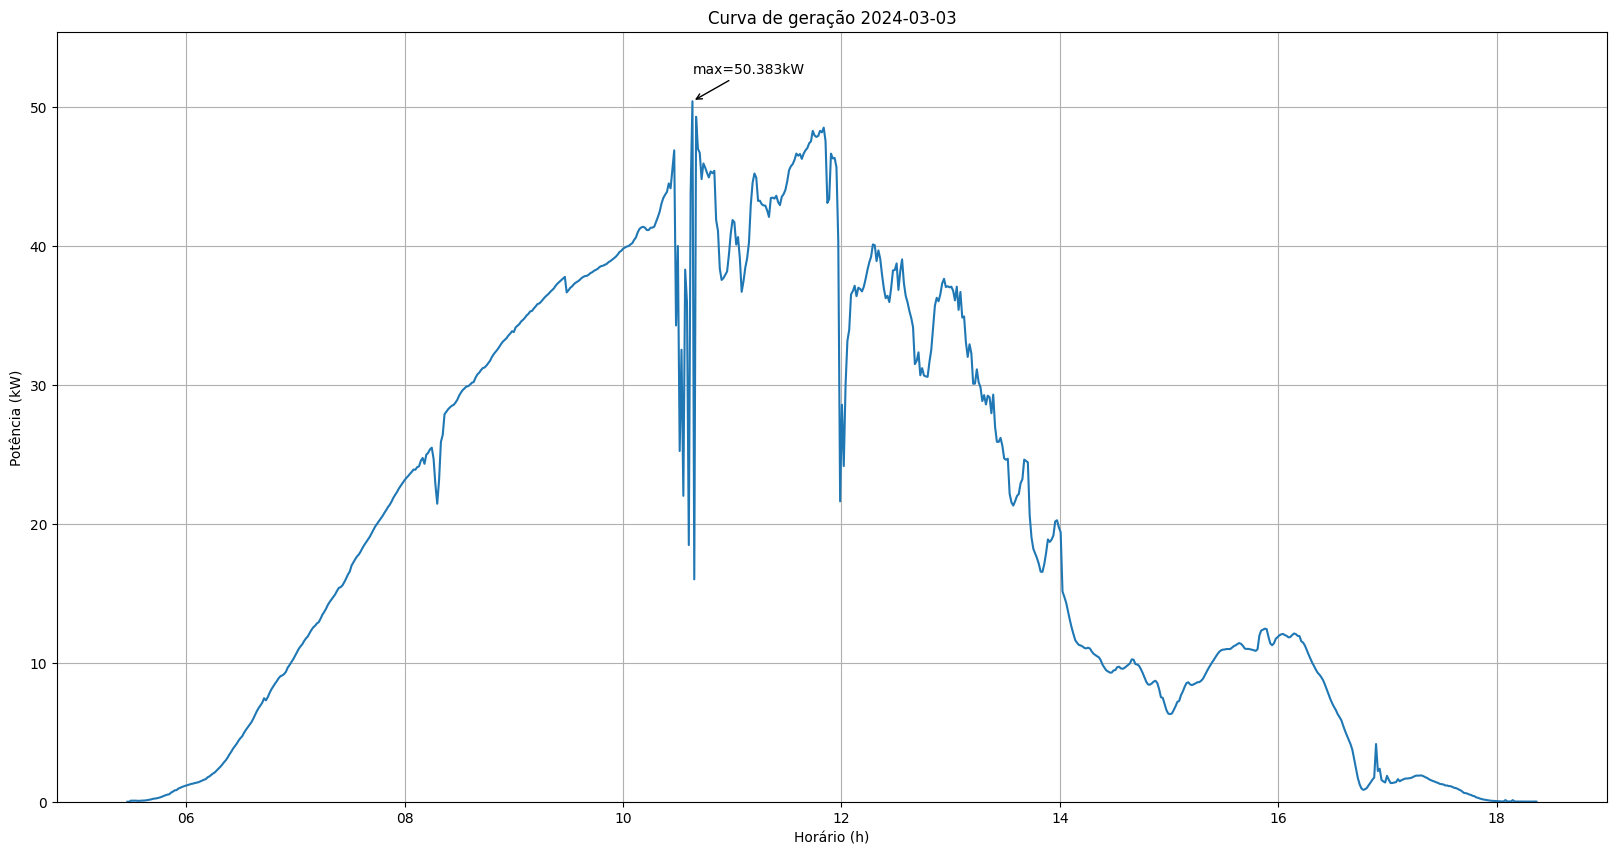 Curva de geração 2024-03-03
max=50.383kW
50
40
30
20
10
0
Potência (kW)
06 08 10 12 14 16 18
Horário (h)